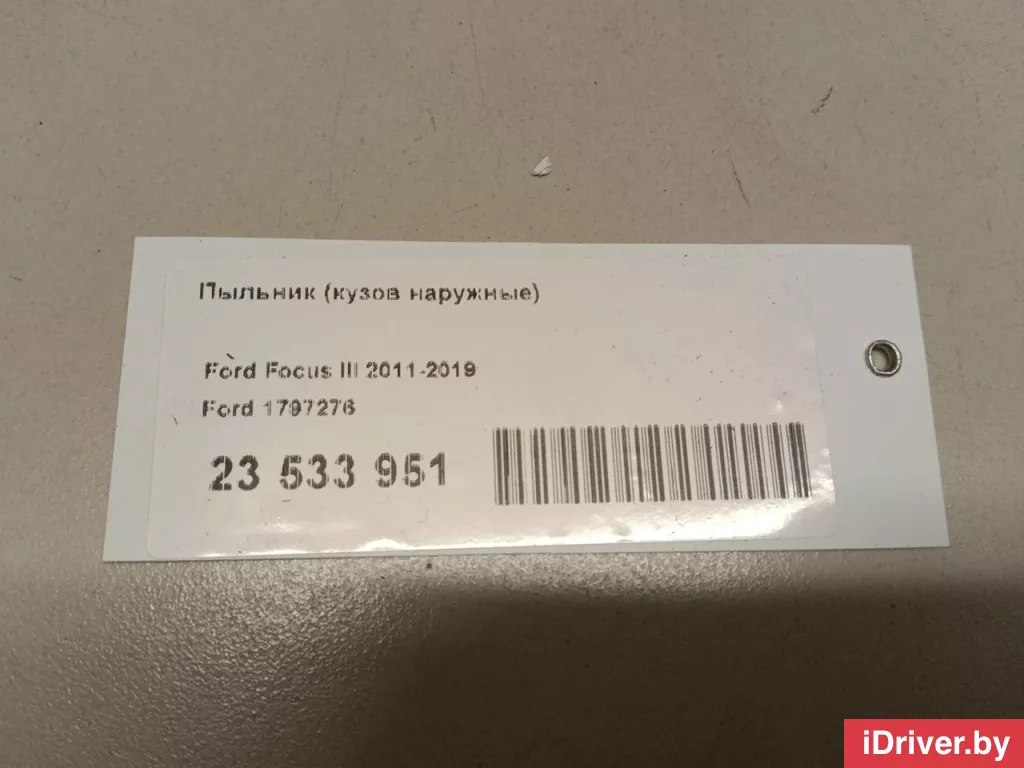 Пыльник (кузов наружные)
Ford Focus III 2011-2019
Ford 1797276
23 533 951
iDriver.by